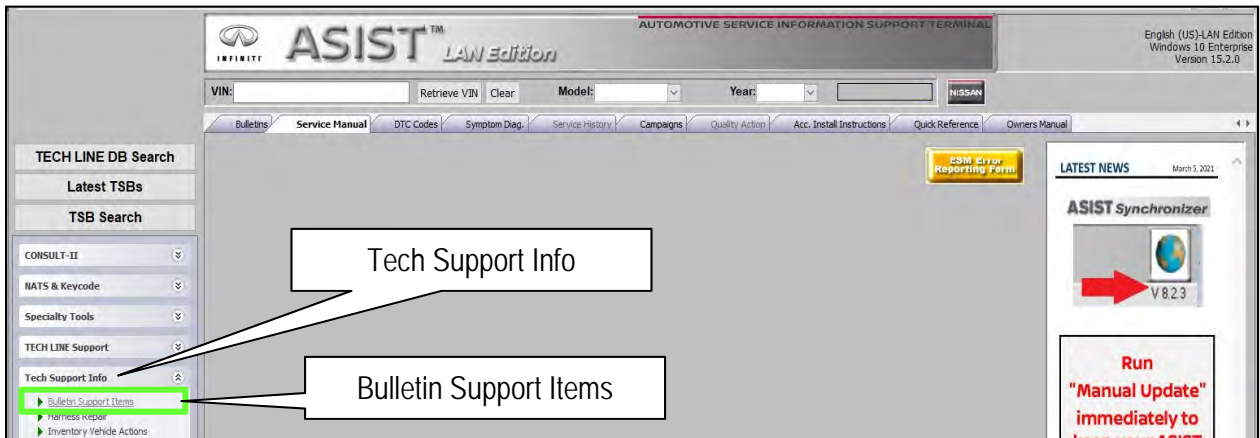 AUTOMOTIVE SERVICE INFORMATION SUPPORT TERMINAL
INFINITI
ASIST™ LAN Edition
English (US)-LAN Edition
Windows 10 Enterprise
Version 15.2.0
VIN: Retrieve VIN Clear Model: Year: NISSAN
Bulletins Service Manual DTC Codes Symptom Diag. Service History Campaigns Quality Action Acc. Install Instructions Quick Reference Owners Manual
TECH LINE DB Search
Latest TSBs
TSB Search
CONSULT-II
NATS & Keycode
Specialty Tools
TECH LINE Support
Tech Support Info
Bulletin Support Items
Harness Repair
Inventory Vehicle Actions
Tech Support Info
Bulletin Support Items
ESM Error
Reporting Form
LATEST NEWS March 5, 2021
ASIST Synchronizer
V 8.2.3
Run
"Manual Update"
immediately to
keep your ASIST